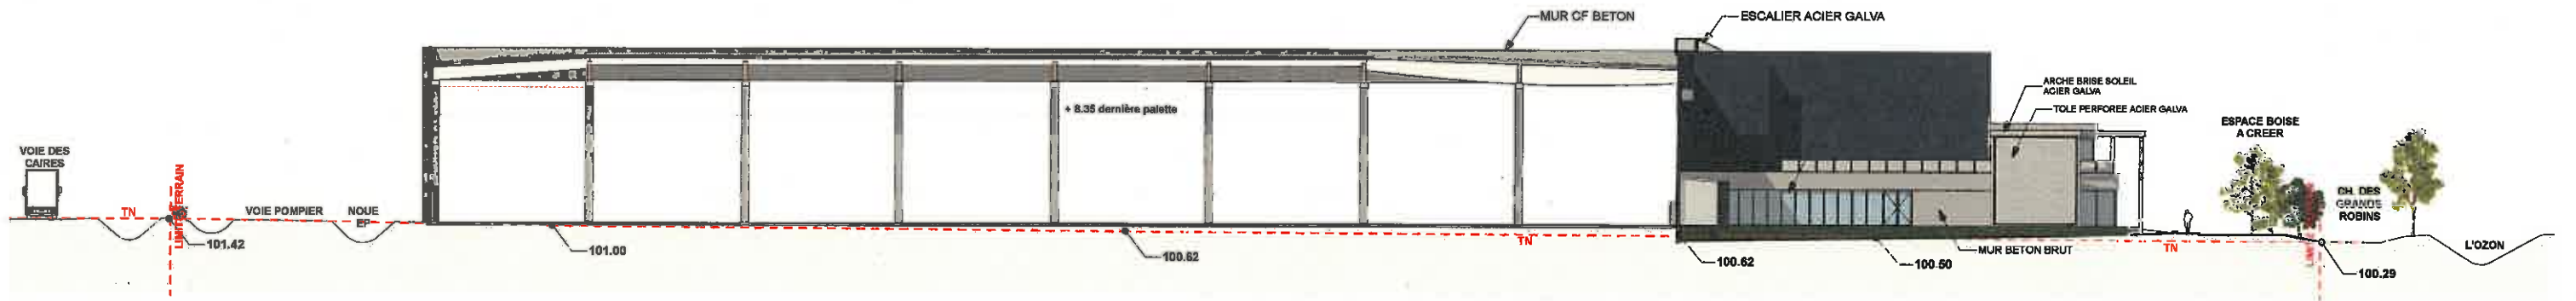 MUR CF BETON
ESCALIER ACIER GALVA
ARCHE BRISE SOLEIL
ACIER GALVA
TOLE PERFOREE ACIER GALVA
+ 8.35 dernière palette
ESPACE BOISE
A CREER
VOIE DES
CAIRES
TN
LIMITE TERRAIN
VOIE POMPIER
NOUE
EP
CH. DES
GRANDS
ROBINS
101.42
101.00
100.62
TN
100.62
100.50
MUR BETON BRUT
TN
L'OZON
100.29